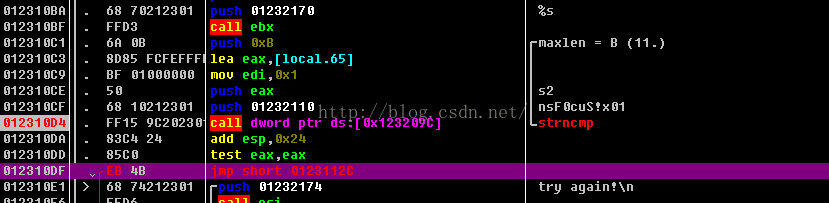 012310BA . 68 70212301 push 01232170 %s
012310BF . FFD3 call ebx
012310C1 . 6A 0B push 0xB maxlen = B (11.)
012310C3 . 8D85 FCFEFFFF lea eax,[local.65]
012310C9 . BF 01000000 mov edi,0x1
012310CE . 50 push eax s2
012310CF . 68 10212301 push 01232110 nsF0cuS!x01
012310D4 . FF15 9C202301 call dword ptr ds:[0x123209C] strncmp
012310DA . 83C4 24 add esp,0x24
012310DD . 85C0 test eax,eax
012310DF EB 4B jmp short 0123112C
012310E1 > 68 74212301 push 01232174 try again!\n
012310E6 . FFD6 call esi
http://blog.csdn.net/